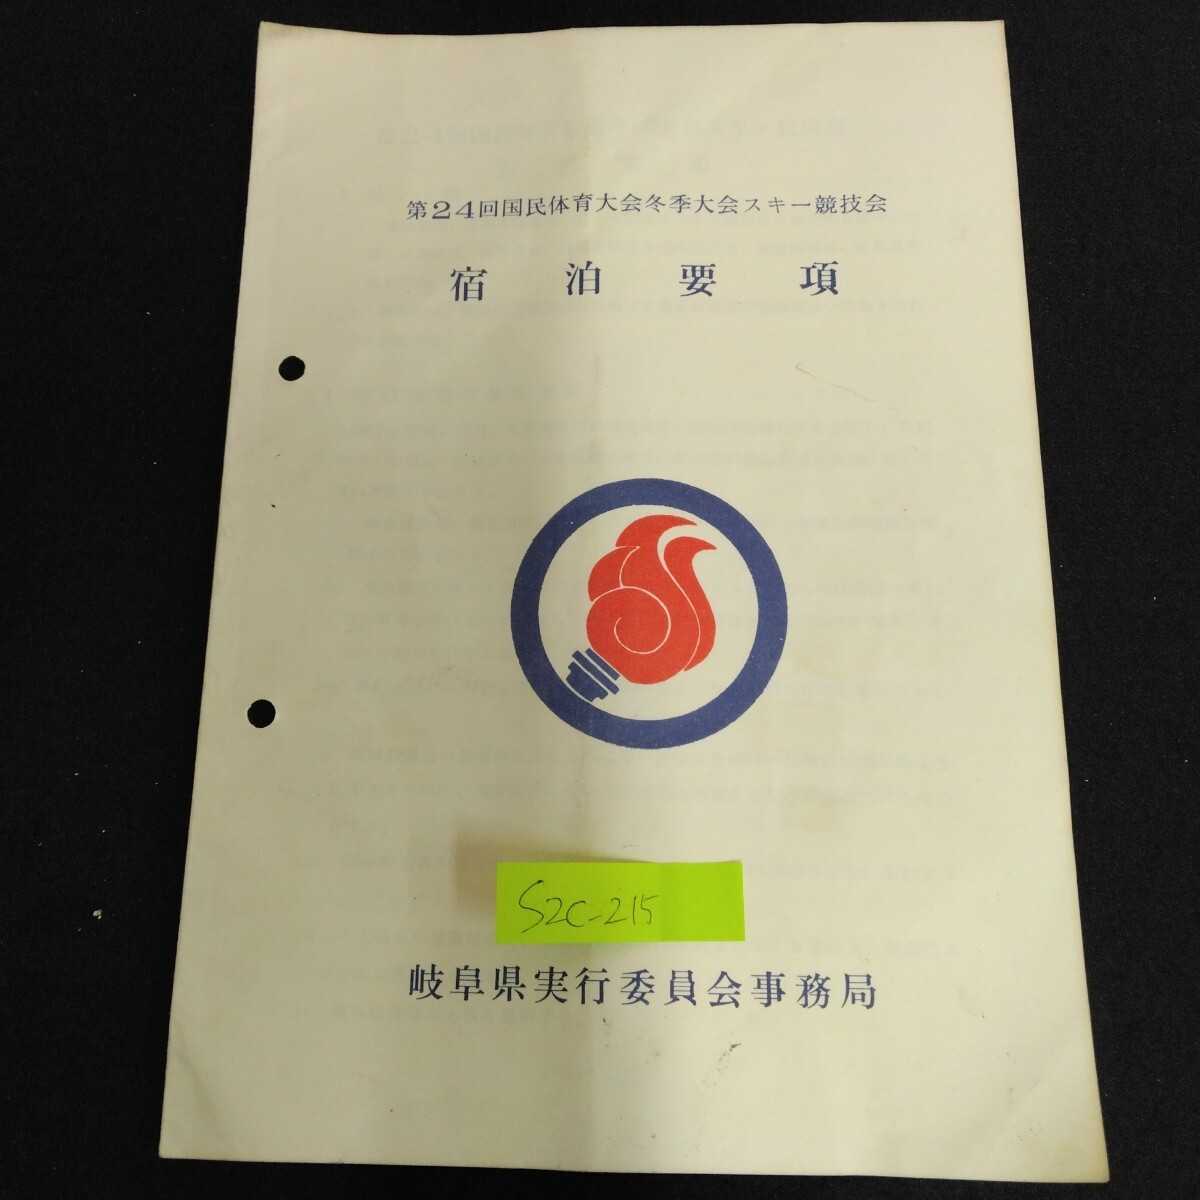 第24回国民体育大会冬季大会スキー競技会
宿泊要項
S2C-215
岐阜県実行委員会事務局